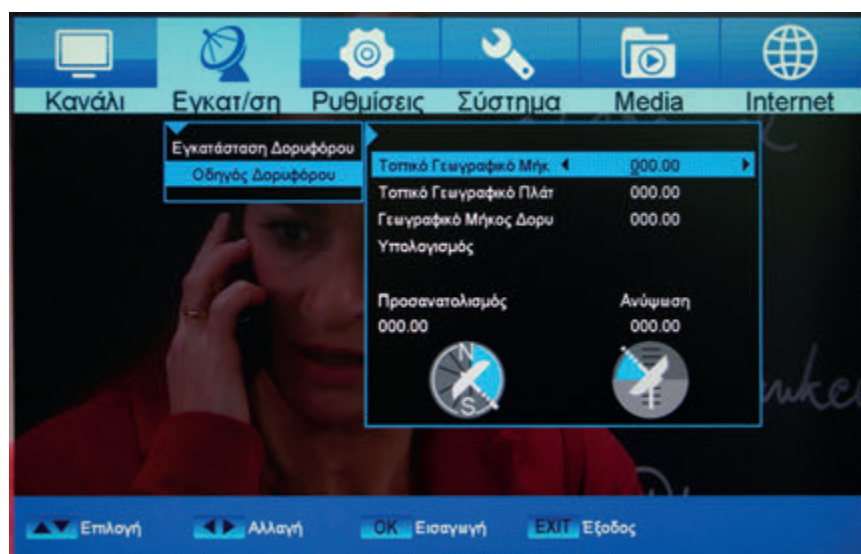 Κανάλι Εγκατ/ση Ρυθμίσεις Σύστημα Media Internet
Εγκατάσταση Δορυφόρου
Οδηγός Δορυφόρου
Τοπικό Γεωγραφικό Μήκ 000.00
Τοπικό Γεωγραφικό Πλάτ 000.00
Γεωγραφικό Μήκος Δορυ 000.00
Υπολογισμός
Προσανατολισμός Ανύψωση
000.00 000.00
N
S
Επιλογή Αλλαγή OK Εισαγωγή EXIT Έξοδος